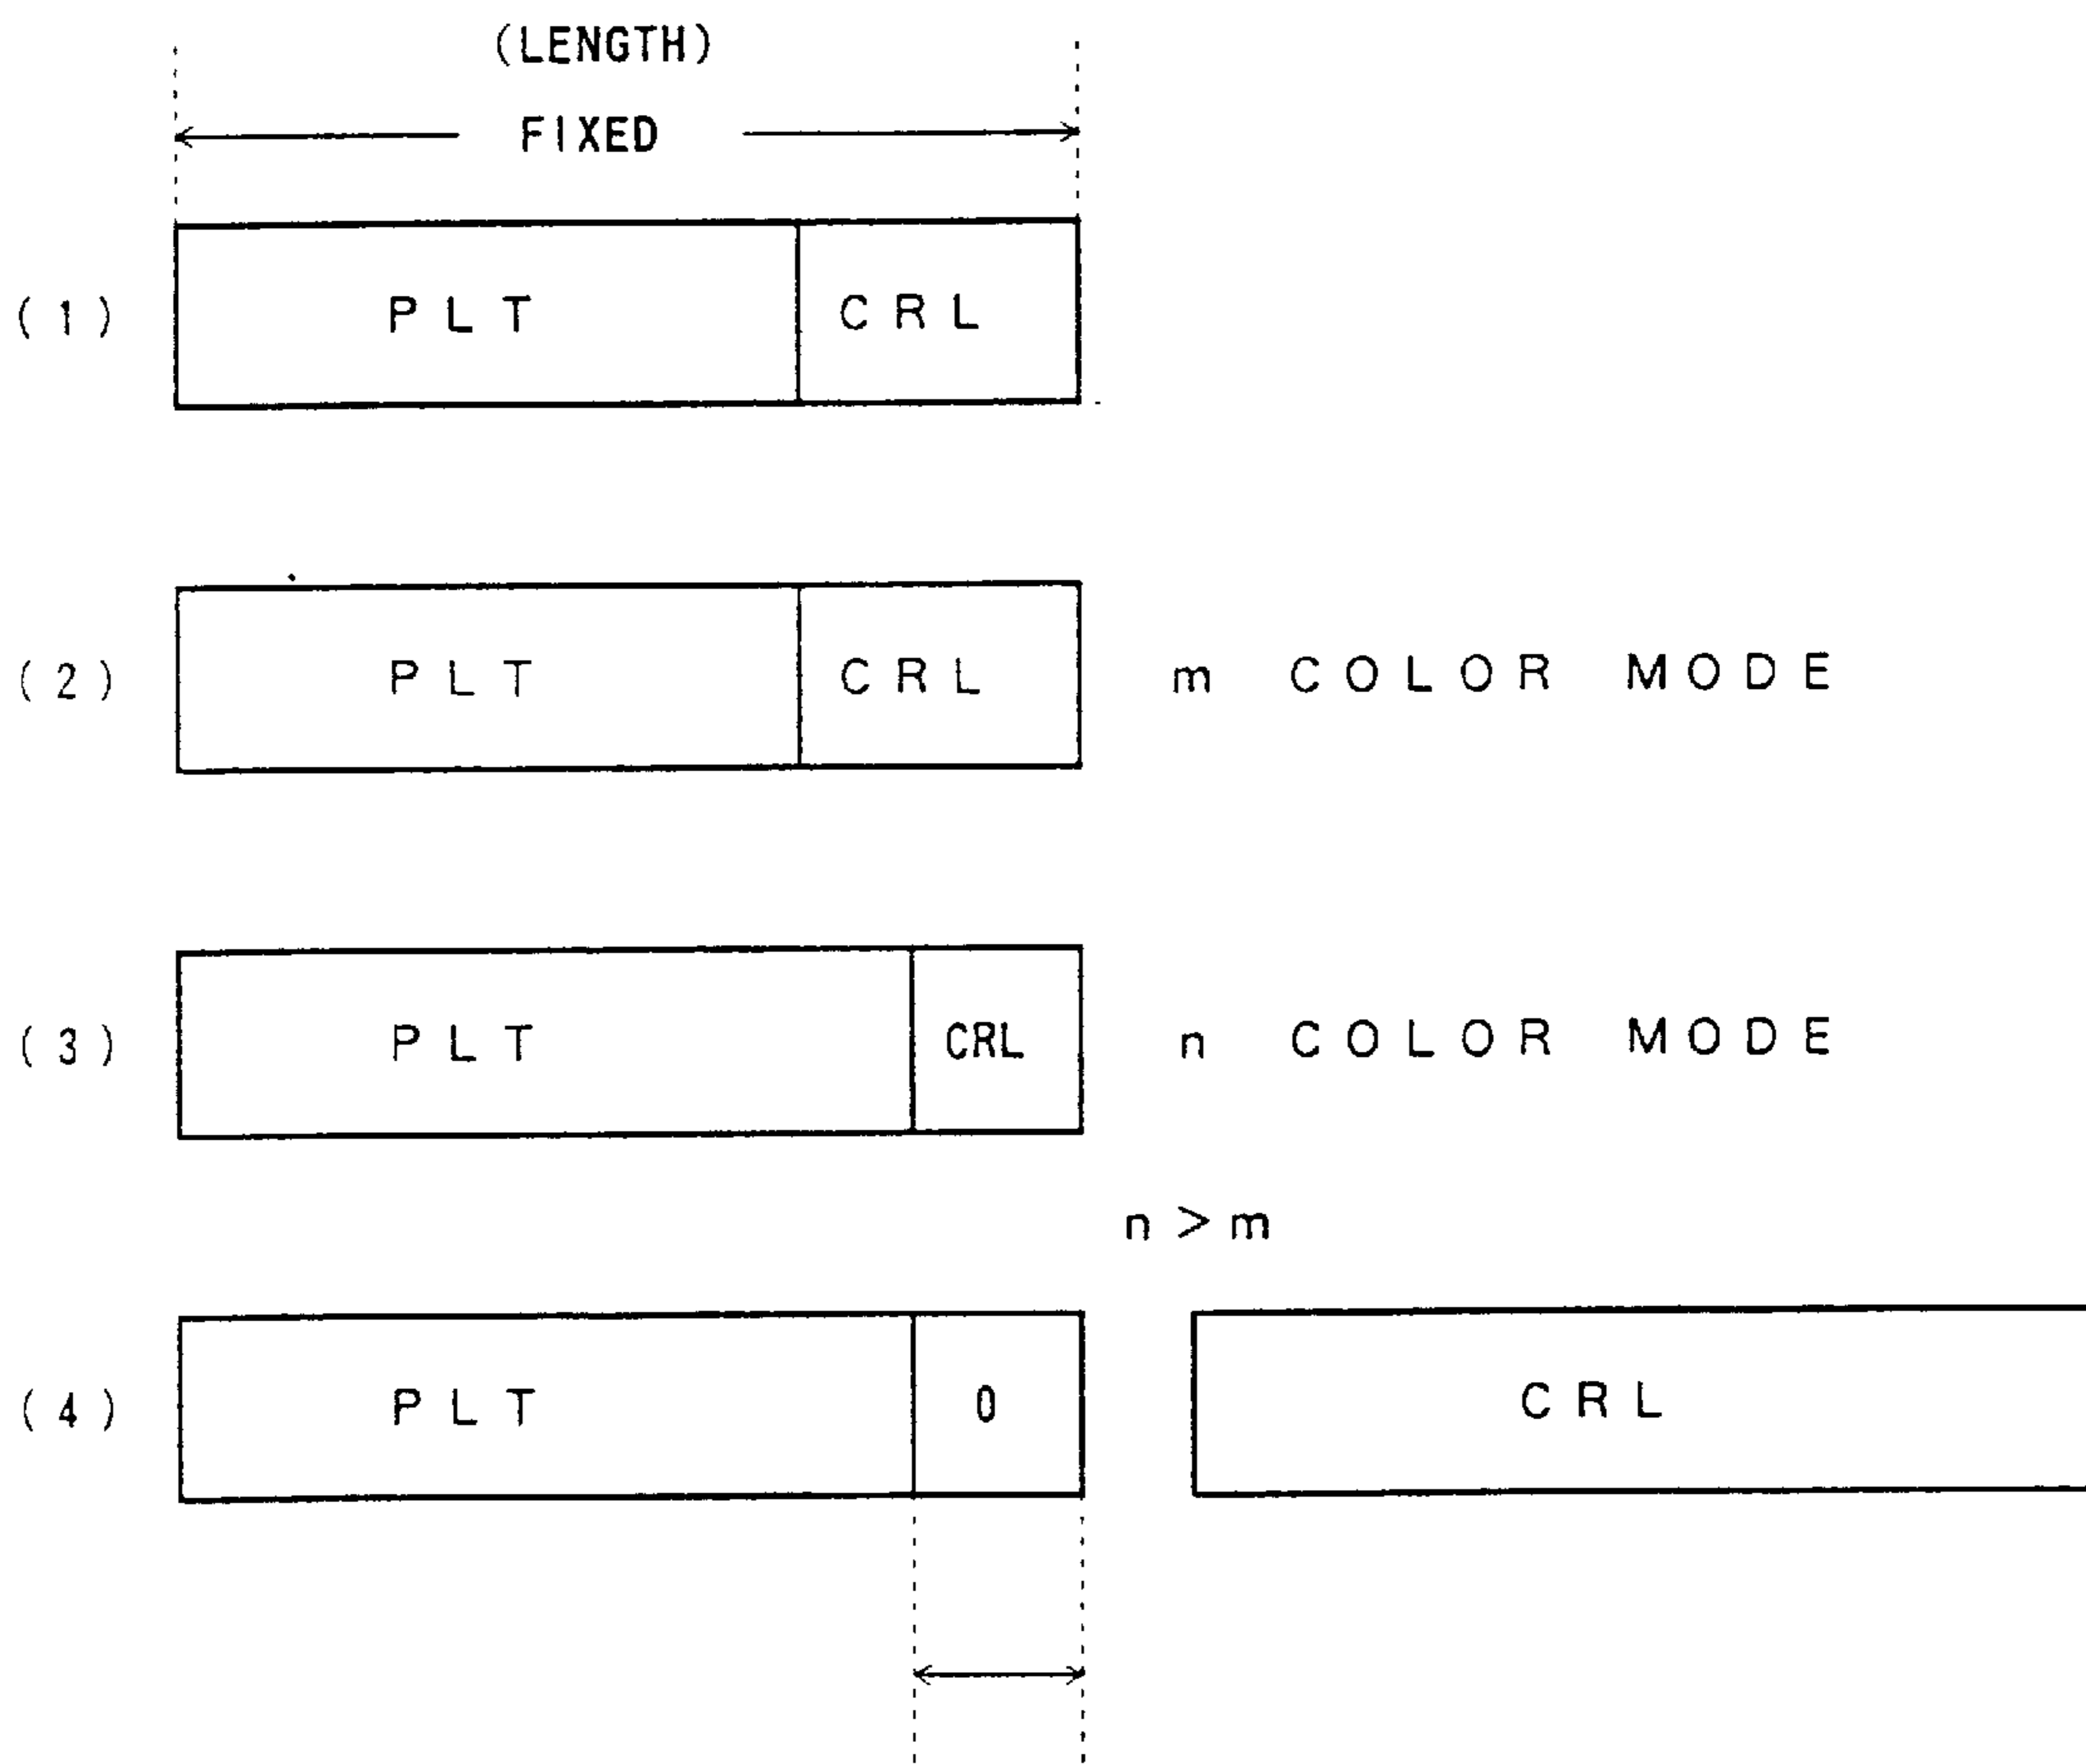 (LENGTH)
FIXED
(1) PLT CRL
(2) PLT CRL m COLOR MODE
(3) PLT CRL n COLOR MODE
n > m
(4) PLT 0 CRL